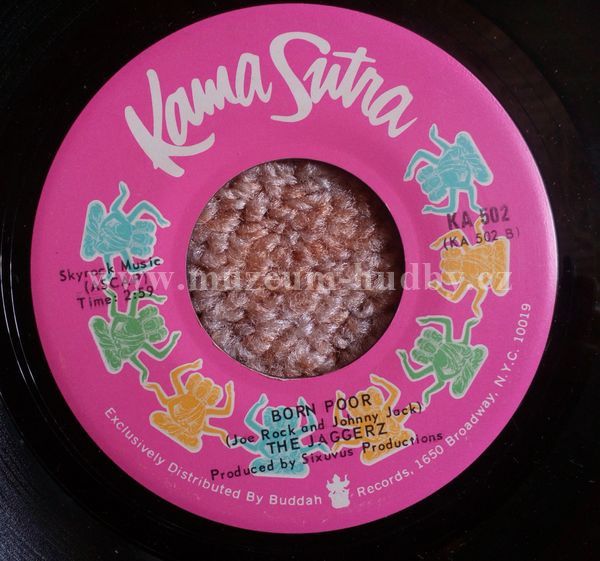 Kama Sutra
KA 502
(KA 502 B)
Skyrock Music
(ASCAP)
Time: 2:59
www.muzeum-hudby.cz
BORN POOR
(Joe Rock and Johnny Jack)
THE JAGGERZ
Produced by Sixuvus Productions
Exclusively Distributed By Buddah Records, 1650 Broadway, N.Y.C. 10019